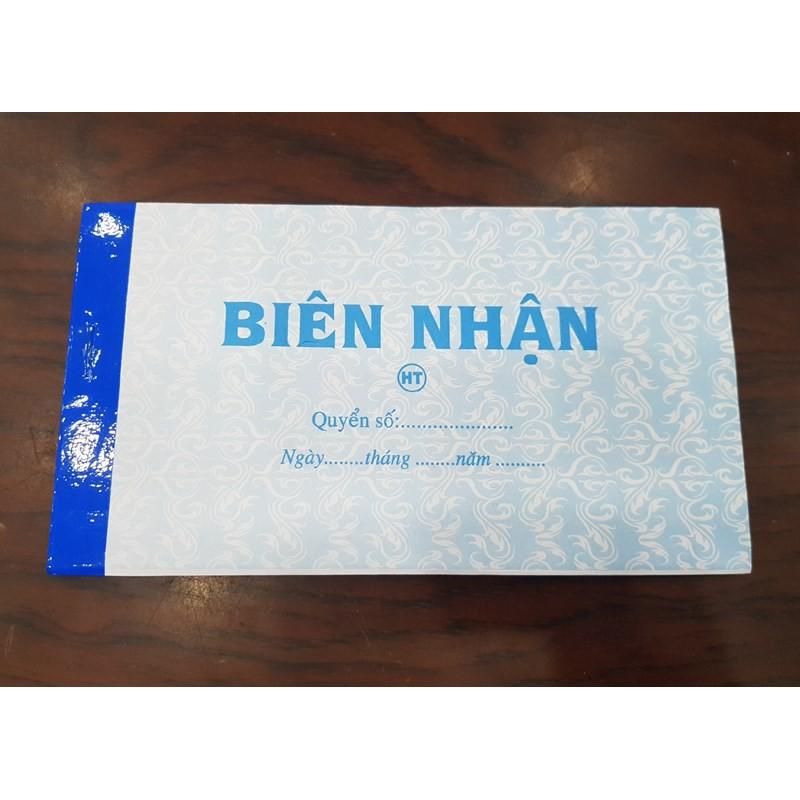 BIÊN NHẬN
HT
Quyển số:......................
Ngày........tháng ........năm ..........